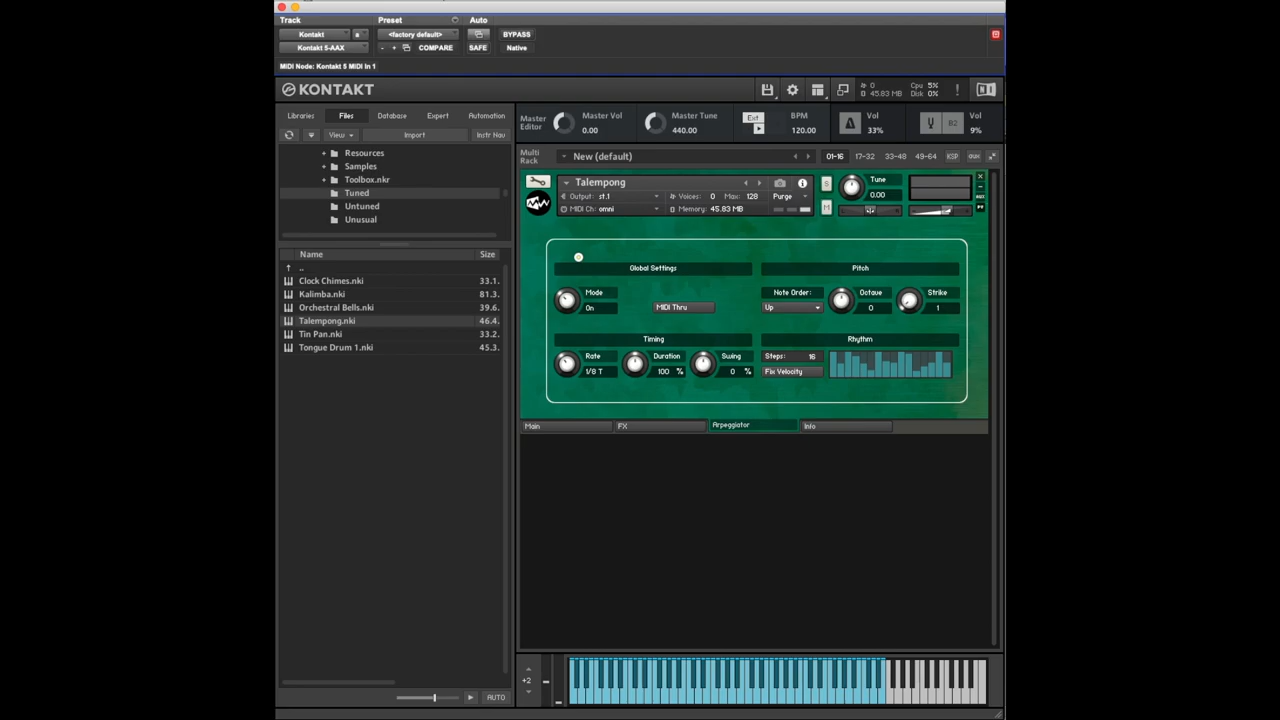 Track Preset Auto
Kontakt a <factory default> BYPASS
Kontakt 5-AAX - + COMPARE SAFE Native
MIDI Node: Kontakt 5 MIDI In 1
KONTAKT
0 Cpu 5%
45.83 MB Disk 0% !
Libraries Files Database Expert Automation
View Import Instr Nav
Resources
Samples
Toolbox.nkr
Tuned
Untuned
Unusual
Name Size
..
Clock Chimes.nki 33.1.
Kalimba.nki 81.3.
Orchestral Bells.nki 39.6.
Talempong.nki 46.4.
Tin Pan.nki 33.2.
Tongue Drum 1.nki 45.3.
AUTO
Master Editor
Master Vol
0.00
Master Tune
440.00
Ext
BPM
120.00
Vol
33%
Vol
9%
Multi Rack
New (default)
01-16 17-32 33-48 49-64 KSP AUX
Talempong
Output: st.1 Voices: 0 Max: 128 Purge
MIDI Ch: omni Memory: 45.83 MB
S
M
Tune
0.00
Global Settings Pitch
Mode
On
MIDI Thru
Note Order:
Up
Octave
0
Strike
1
Timing Rhythm
Rate
1/8 T
Duration
100 %
Swing
0 %
Steps: 16
Fix Velocity
Main FX Arpeggiator Info
+2